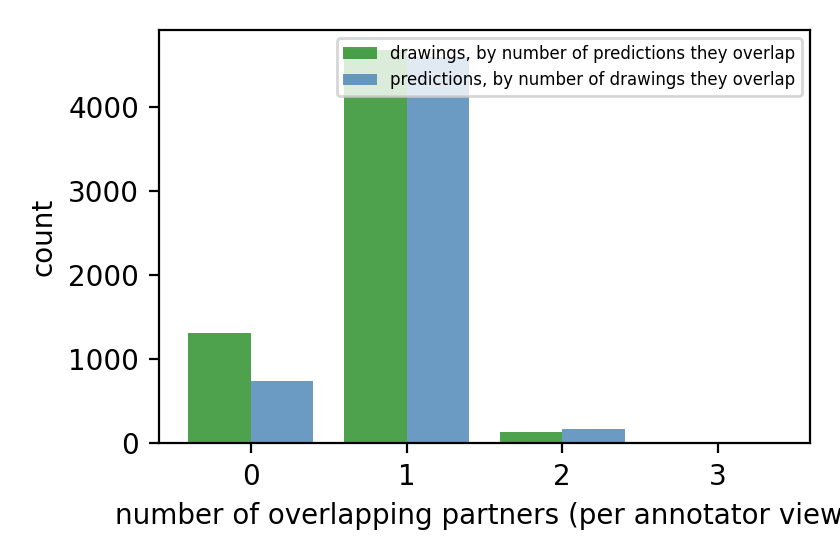 drawings, by number of predictions they overlap
predictions, by number of drawings they overlap
4000
3000
2000
1000
0
count
0 1 2 3
number of overlapping partners (per annotator view